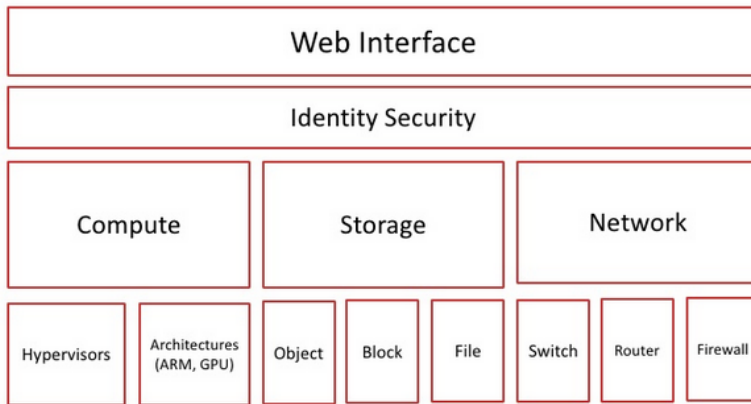 Web Interface
Identity Security
Compute
Storage
Network
Hypervisors
Architectures
(ARM, GPU)
Object
Block
File
Switch
Router
Firewall